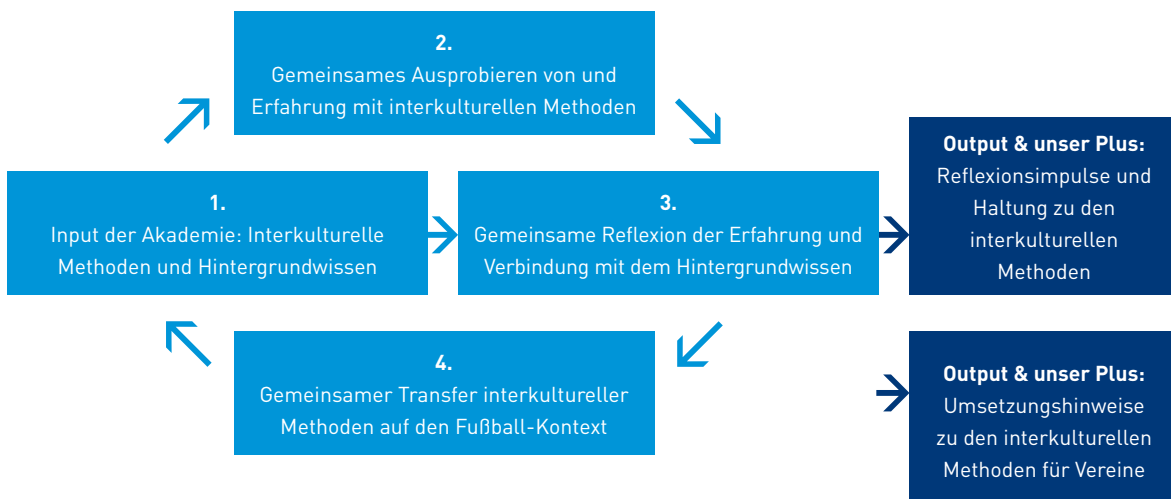 2.
Gemeinsames Ausprobieren von und
Erfahrung mit interkulturellen Methoden
1.
Input der Akademie: Interkulturelle
Methoden und Hintergrundwissen
3.
Gemeinsame Reflexion der Erfahrung und
Verbindung mit dem Hintergrundwissen
Output & unser Plus:
Reflexionsimpulse und
Haltung zu den
interkulturellen
Methoden
4.
Gemeinsamer Transfer interkultureller
Methoden auf den Fußball-Kontext
Output & unser Plus:
Umsetzungshinweise
zu den interkulturellen
Methoden für Vereine